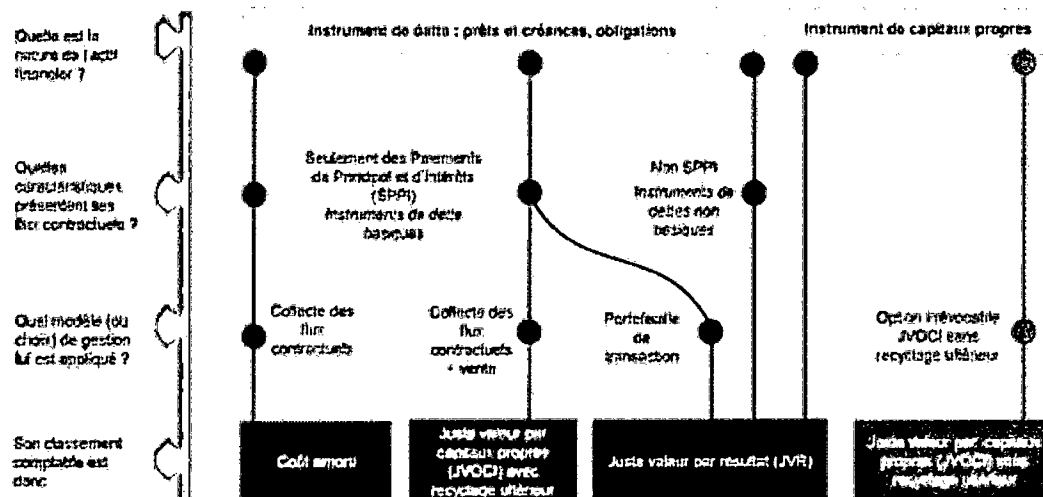 Quelle est la
nature de l'actif
financier ?
Instrument de dette : prêts et créances, obligations
Instrument de capitaux propres
Quelles
caractéristiques
présentent ses
flux contractuels ?
Seulement des Paiements
de Principal et d'Intérêts
(SPPI)
Instruments de dette
basiques
Non SPPI
Instruments de
dettes non
basiques
Quel modèle (ou
choix) de gestion
lui est appliqué ?
Collecte des
flux
contractuels
Collecte des
flux
contractuels
+ vente
Portefeuille
de
transaction
Option irrévocable
JVOCI sans
recyclage ultérieur
Son classement
comptable est
donc
Coût amorti
Juste valeur par
capitaux propres
(JVOCI) avec
recyclage ultérieur
Juste valeur par résultat (JVR)
Juste valeur par capitaux
propres (JVOCI) sans
recyclage ultérieur